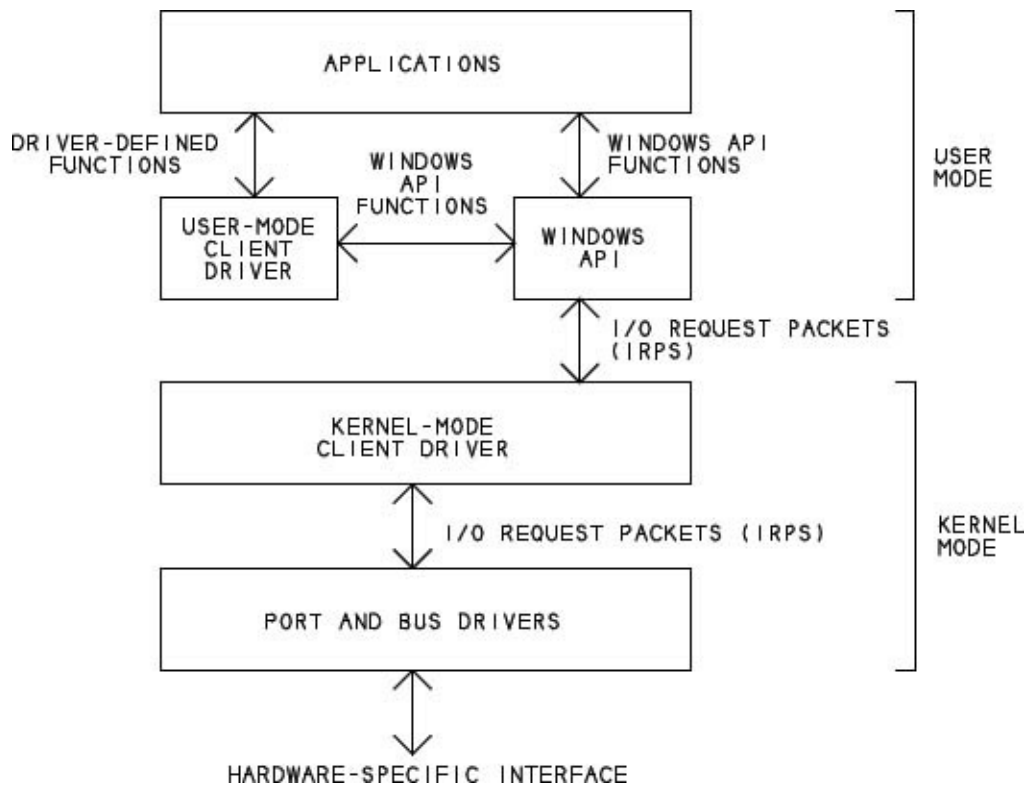 APPLICATIONS
DRIVER-DEFINED
FUNCTIONS
WINDOWS
API
FUNCTIONS
WINDOWS API
FUNCTIONS
USER
MODE
USER-MODE
CLIENT
DRIVER
WINDOWS
API
I/O REQUEST PACKETS
(IRPS)
KERNEL-MODE
CLIENT DRIVER
I/O REQUEST PACKETS (IRPS)
KERNEL
MODE
PORT AND BUS DRIVERS
HARDWARE-SPECIFIC INTERFACE